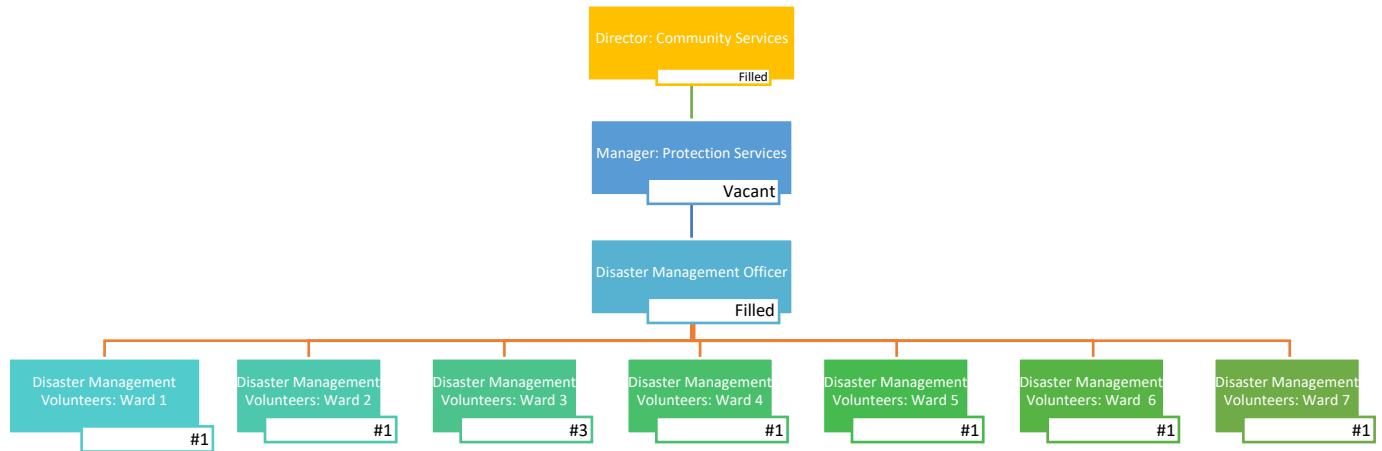 Director: Community Services
Filled
Manager: Protection Services
Vacant
Disaster Management Officer
Filled
Disaster Management
Volunteers: Ward 1
#1
Disaster Management
Volunteers: Ward 2
#1
Disaster Management
Volunteers: Ward 3
#3
Disaster Management
Volunteers: Ward 4
#1
Disaster Management
Volunteers: Ward 5
#1
Disaster Management
Volunteers: Ward 6
#1
Disaster Management
Volunteers: Ward 7
#1